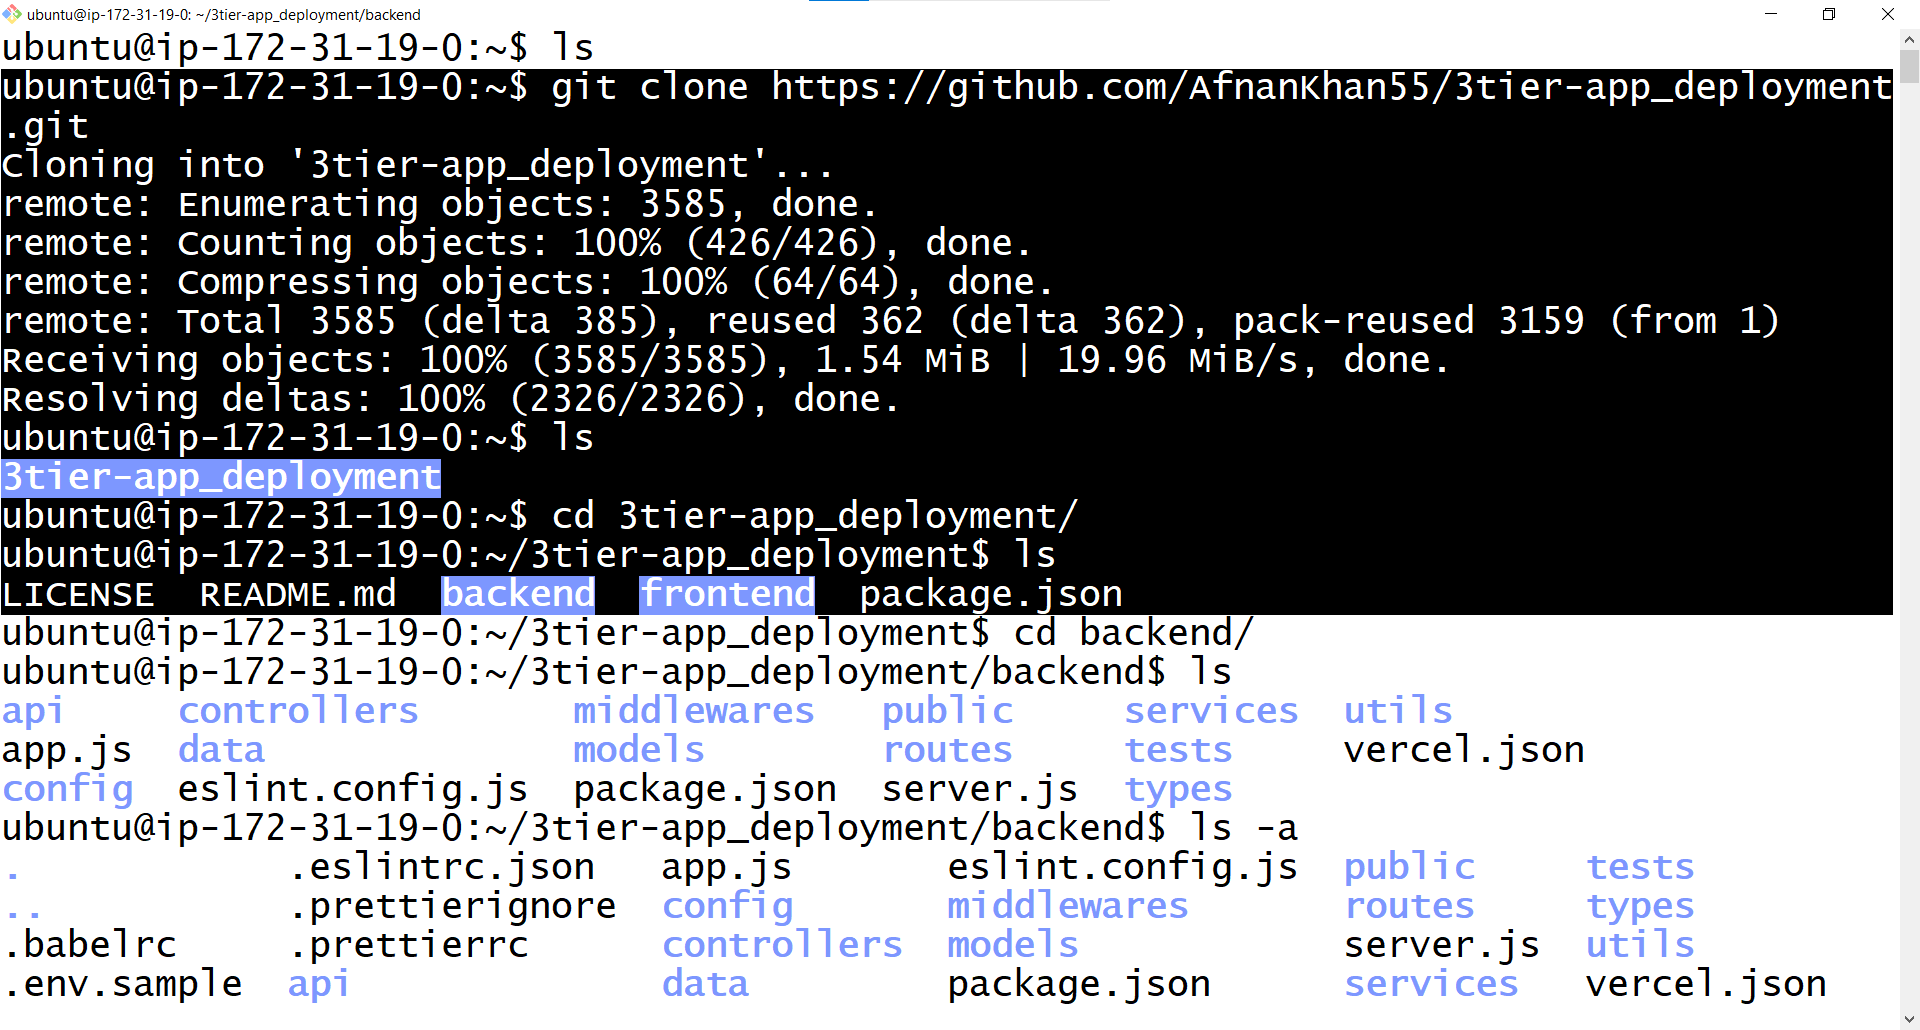 ubuntu@ip-172-31-19-0: ~/3tier-app_deployment/backend
ubuntu@ip-172-31-19-0:~$ ls
ubuntu@ip-172-31-19-0:~$ git clone https://github.com/AfnanKhan55/3tier-app_deployment
.git
Cloning into '3tier-app_deployment'...
remote: Enumerating objects: 3585, done.
remote: Counting objects: 100% (426/426), done.
remote: Compressing objects: 100% (64/64), done.
remote: Total 3585 (delta 385), reused 362 (delta 362), pack-reused 3159 (from 1)
Receiving objects: 100% (3585/3585), 1.54 MiB | 19.96 MiB/s, done.
Resolving deltas: 100% (2326/2326), done.
ubuntu@ip-172-31-19-0:~$ ls
3tier-app_deployment
ubuntu@ip-172-31-19-0:~$ cd 3tier-app_deployment/
ubuntu@ip-172-31-19-0:~/3tier-app_deployment$ ls
LICENSE  README.md  backend  frontend  package.json
ubuntu@ip-172-31-19-0:~/3tier-app_deployment$ cd backend/
ubuntu@ip-172-31-19-0:~/3tier-app_deployment/backend$ ls
api     controllers       middlewares   public     services  utils
app.js  data              models        routes     tests     vercel.json
config  eslint.config.js  package.json  server.js  types
ubuntu@ip-172-31-19-0:~/3tier-app_deployment/backend$ ls -a
.            .eslintrc.json   app.js       eslint.config.js  public     tests
..           .prettierignore  config       middlewares       routes     types
.babelrc     .prettierrc      controllers  models            server.js  utils
.env.sample  api              data         package.json      services   vercel.json